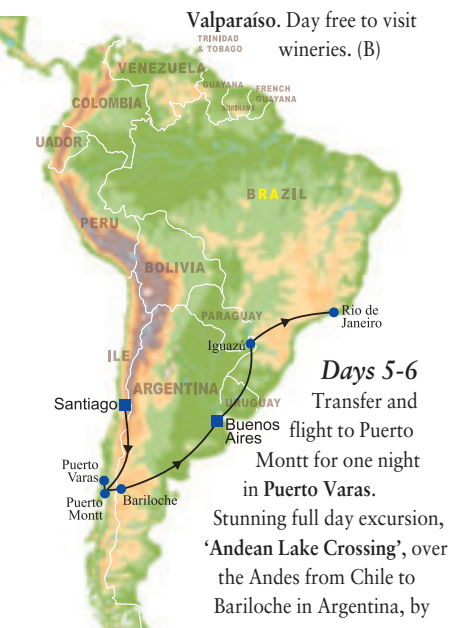 Valparaíso. Day free to visit
wineries. (B)
TRINIDAD
& TOBAGO
VENEZUELA
GUYANA
FRENCH
GUYANA
SURINAME
COLOMBIA
UADOR
BRAZIL
PERU
BOLIVIA
PARAGUAY
Rio de
Janeiro
Iguazú
ILE
ARGENTINA
URUGUAY
Santiago
Buenos
Aires
Puerto
Varas
Puerto
Montt
Bariloche
Days 5-6
Transfer and
flight to Puerto
Montt for one night
in Puerto Varas.
Stunning full day excursion,
'Andean Lake Crossing', over
the Andes from Chile to
Bariloche in Argentina, by